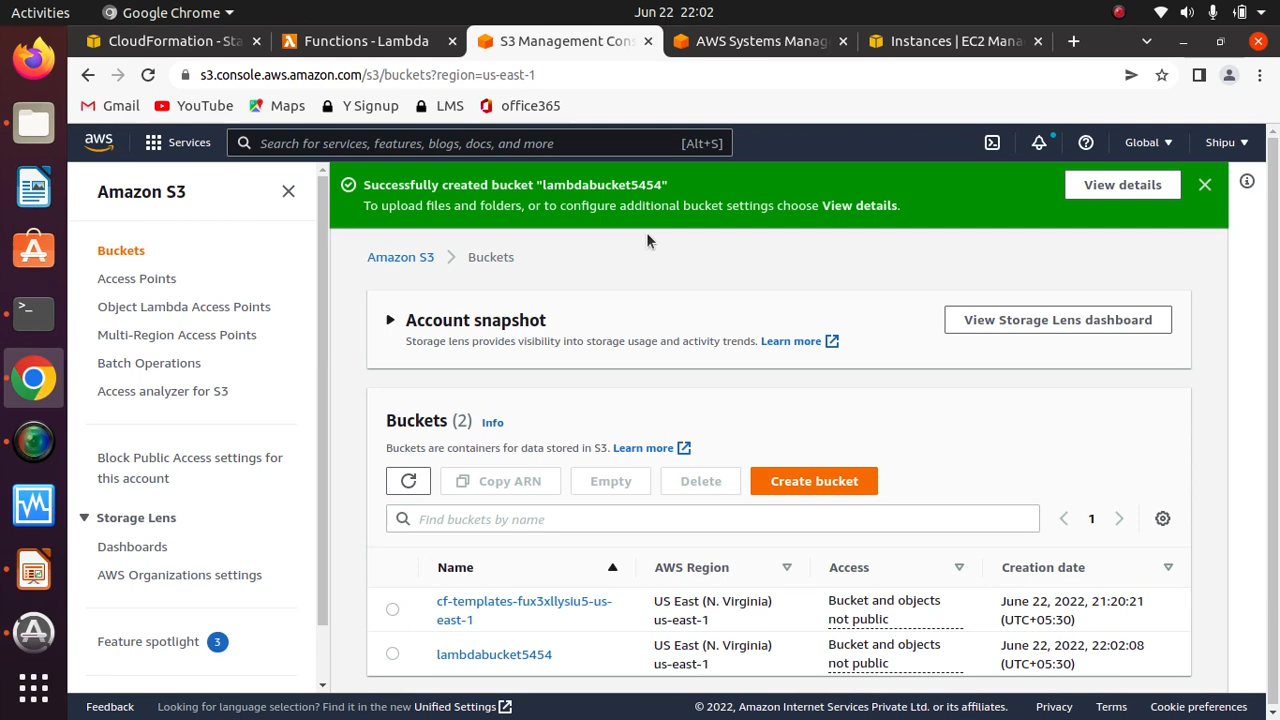 Activities
Google Chrome
Jun 22 22:02
CloudFormation - Sta
Functions - Lambda
S3 Management Cons
AWS Systems Manag
Instances | EC2 Mana
s3.console.aws.amazon.com/s3/buckets?region=us-east-1
Gmail
YouTube
Maps
Y Signup
LMS
office365
aws
Services
Search for services, features, blogs, docs, and more
[Alt+S]
Global
Shipu
Amazon S3
Buckets
Access Points
Object Lambda Access Points
Multi-Region Access Points
Batch Operations
Access analyzer for S3
Block Public Access settings for
this account
Storage Lens
Dashboards
AWS Organizations settings
Feature spotlight 3
Successfully created bucket "lambdabucket5454"
To upload files and folders, or to configure additional bucket settings choose View details.
View details
Amazon S3
Buckets
Account snapshot
Storage lens provides visibility into storage usage and activity trends. Learn more
View Storage Lens dashboard
Buckets (2) Info
Buckets are containers for data stored in S3. Learn more
Copy ARN
Empty
Delete
Create bucket
Find buckets by name
1
Name
AWS Region
Access
Creation date
cf-templates-fux3xllysiu5-us-
east-1
US East (N. Virginia)
us-east-1
Bucket and objects
not public
June 22, 2022, 21:20:21
(UTC+05:30)
lambdabucket5454
US East (N. Virginia)
us-east-1
Bucket and objects
not public
June 22, 2022, 22:02:08
(UTC+05:30)
Feedback
Looking for language selection? Find it in the new Unified Settings
© 2022, Amazon Internet Services Private Ltd. or its affiliates.
Privacy
Terms
Cookie preferences